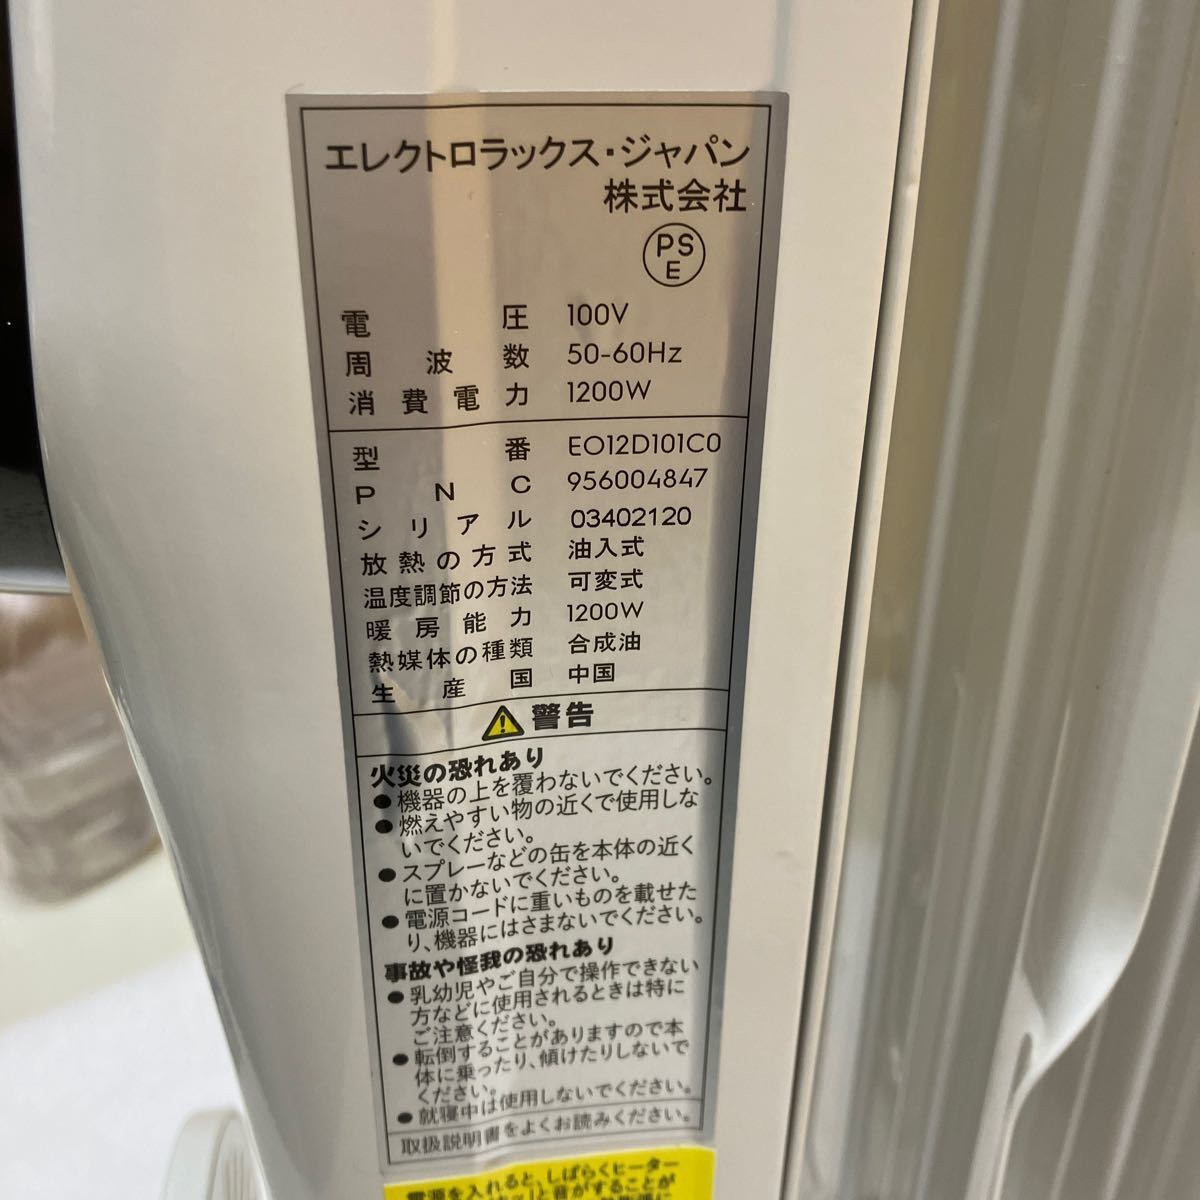 エレクトロラックス・ジャパン
株式会社
PS
E
電圧 100V
周波数 50-60Hz
消費電力 1200W
型番 EO12D101C0
PNC 956004847
シリアル 03402120
放熱の方式 油入式
温度調節の方法 可変式
暖房能力 1200W
熱媒体の種類 合成油
生産国 中国
警告
火災の恐れあり
●機器の上を覆わないでください。
●燃えやすい物の近くで使用しな
いでください。
●スプレーなどの缶を本体の近く
に置かないでください。
●電源コードに重いものを載せた
り、機器にはさまないでください。
事故や怪我の恐れあり
●乳幼児やご自分で操作できない
方などに使用されるときは特に
ご注意ください。
●転倒することがありますので本
体に乗ったり、傾けたりしないで
ください。
●就寝中は使用しないでください。
取扱説明書をよくお読みください。
電源を入れると、しばらくヒーター
と音がすることが